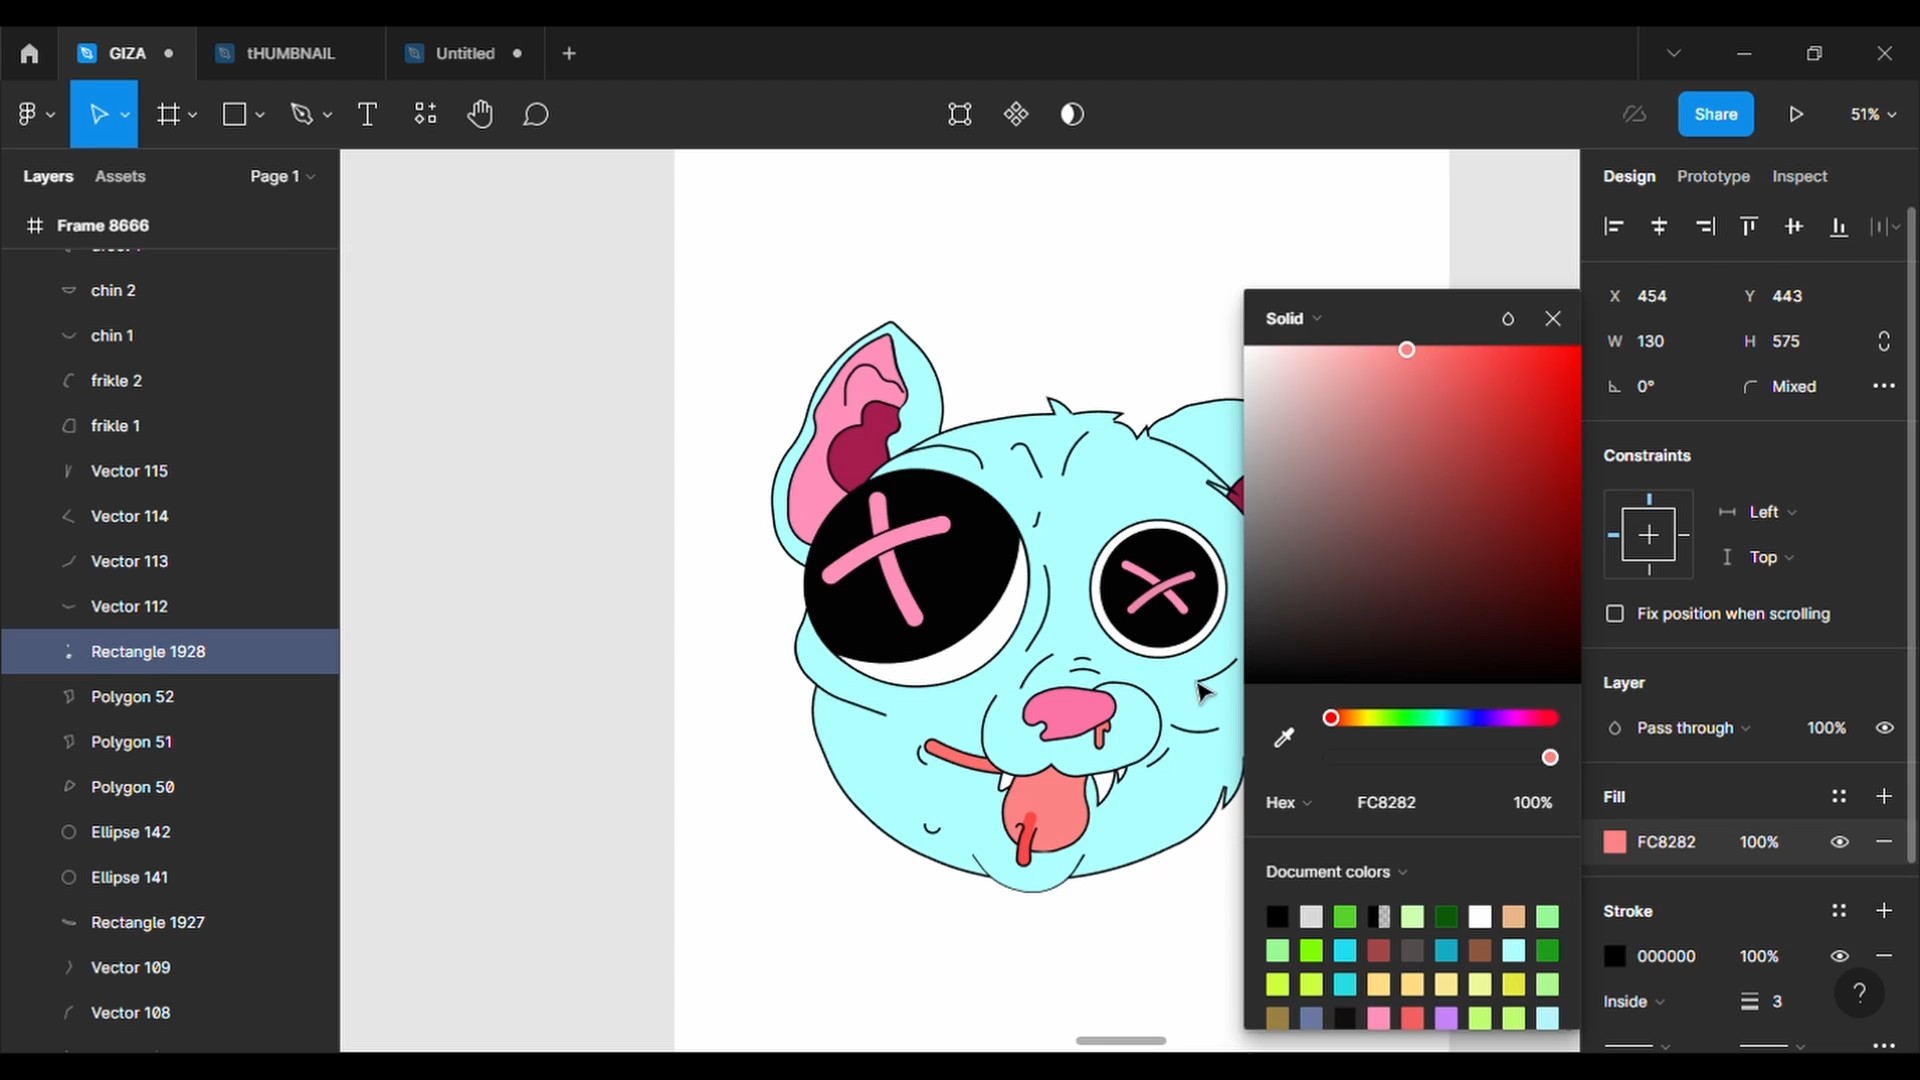 GIZA
tHUMBNAIL
Untitled
Share
51%
Layers
Assets
Page 1
Frame 8666
chin 2
chin 1
frikle 2
frikle 1
Vector 115
Vector 114
Vector 113
Vector 112
Rectangle 1928
Polygon 52
Polygon 51
Polygon 50
Ellipse 142
Ellipse 141
Rectangle 1927
Vector 109
Vector 108
Solid
Hex FC8282 100%
Document colors
Design Prototype Inspect
X 454 Y 443
W 130 H 575
0° Mixed
Constraints
Left
Top
Fix position when scrolling
Layer
Pass through 100%
Fill
FC8282 100%
Stroke
000000 100%
Inside 3
?